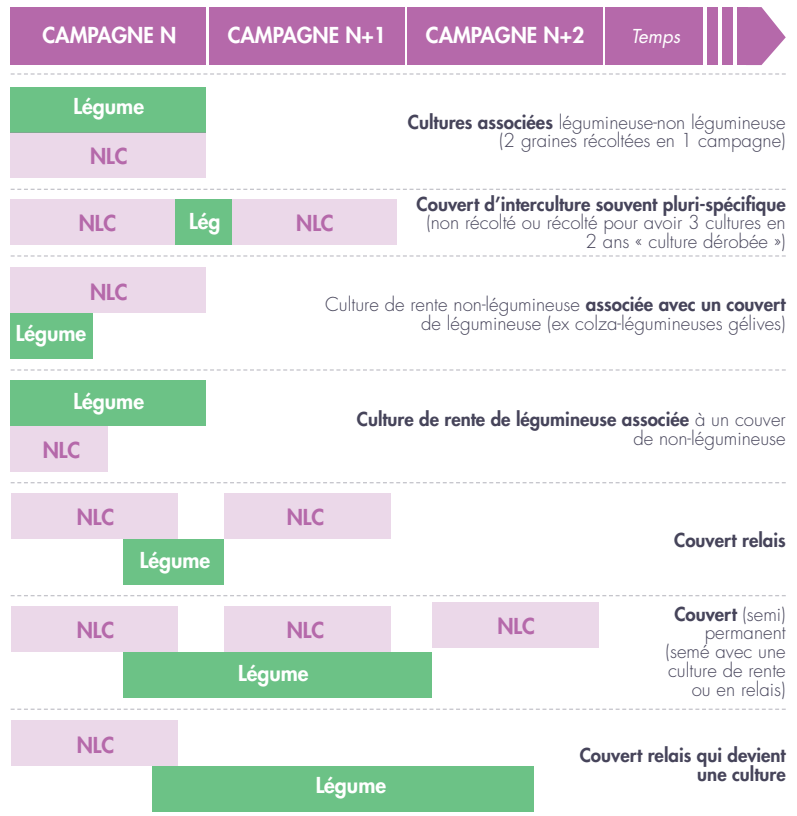 CAMPAGNE N CAMPAGNE N+1 CAMPAGNE N+2 Temps
Légume
NLC
Cultures associées légumineuse-non légumineuse
(2 graines récoltées en 1 campagne)
NLC Lég NLC
Couvert d'interculture souvent pluri-spécifique
(non récolté ou récolté pour avoir 3 cultures en
2 ans « culture dérobée »)
NLC
Légume
Culture de rente non-légumineuse associée avec un couvert
de légumineuse (ex colza-légumineuses gélives)
Légume
NLC
Culture de rente de légumineuse associée à un couver
de non-légumineuse
NLC NLC
Légume
Couvert relais
NLC NLC NLC
Légume
Couvert (semi)
permanent
(semé avec une
culture de rente
ou en relais)
NLC
Légume
Couvert relais qui devient
une culture